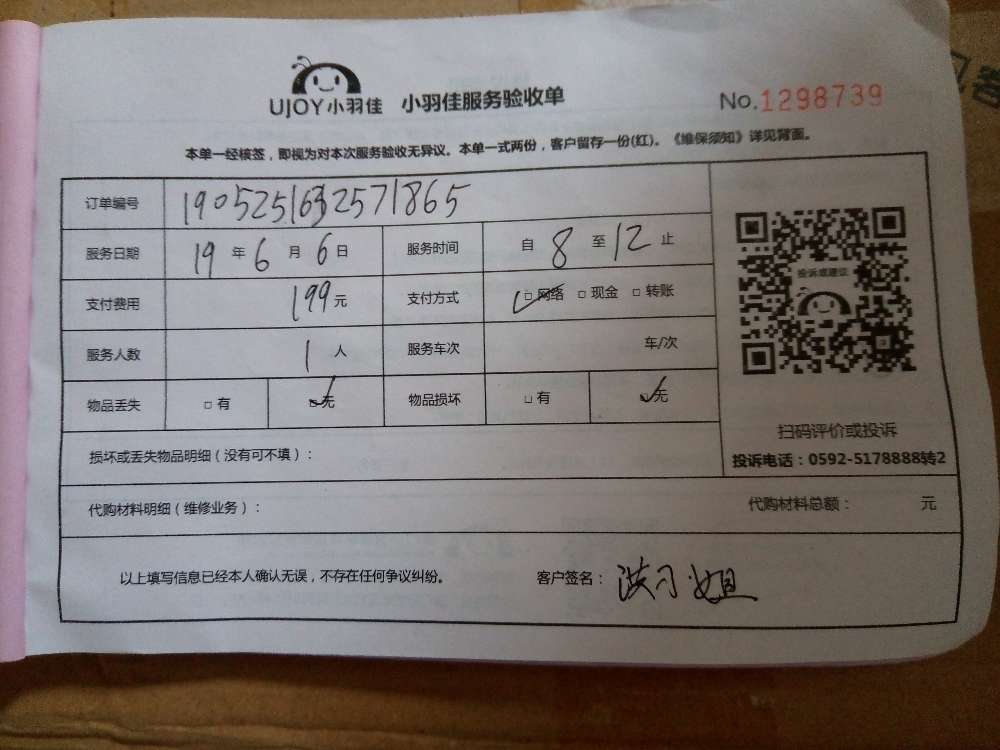 UJOY小羽佳 小羽佳服务验收单 No.1298739
本单一经核签，即视为对本次服务验收无异议。本单一式两份，客户留存一份(红)。《维保须知》详见背面。
订单编号 1905251632571865
服务日期 19 年 6 月 6 日 服务时间 自 8 至 12 止
支付费用 199 元 支付方式 □网络 □现金 □转账
服务人数 1 人 服务车次 车/次
物品丢失 □有 □无 物品损坏 □有 □无
投诉或建议
扫码评价或投诉
投诉电话：0592-5178888转2
损坏或丢失物品明细（没有可不填）：
代购材料明细（维修业务）： 代购材料总额： 元
以上填写信息已经本人确认无误，不存在任何争议纠纷。 客户签名：洪小姐